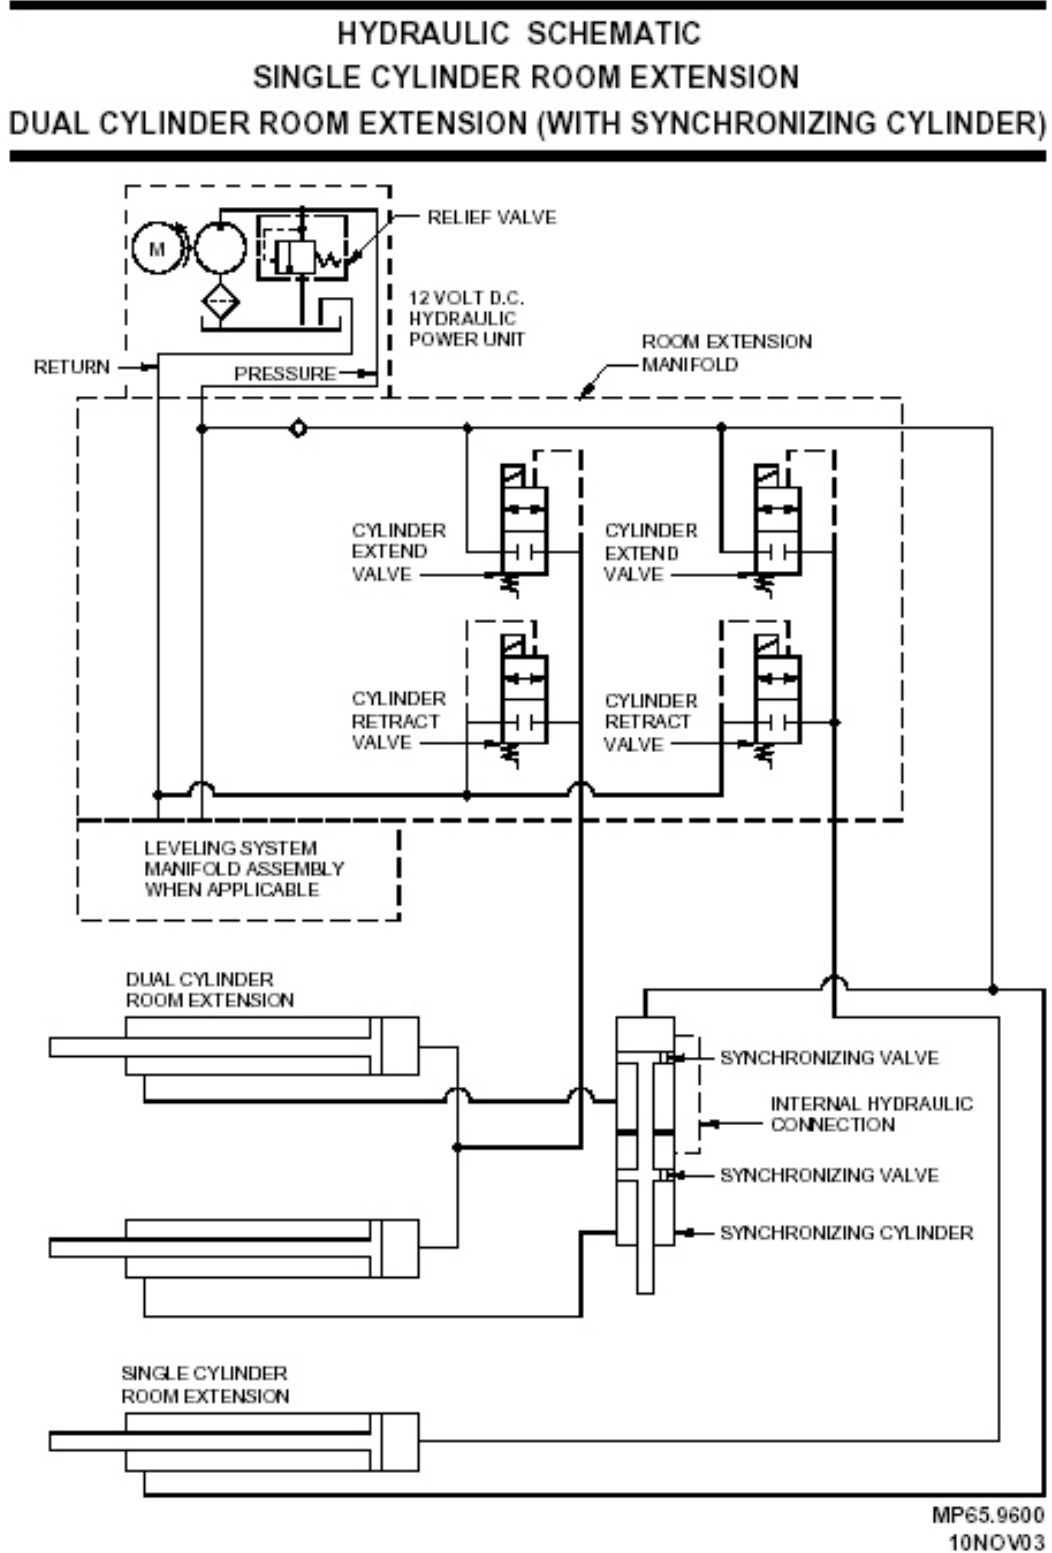 HYDRAULIC SCHEMATIC
SINGLE CYLINDER ROOM EXTENSION
DUAL CYLINDER ROOM EXTENSION (WITH SYNCHRONIZING CYLINDER)
M
RELIEF VALVE
12 VOLT D.C.
HYDRAULIC
POWER UNIT
RETURN
PRESSURE
ROOM EXTENSION
MANIFOLD
CYLINDER
EXTEND
VALVE
CYLINDER
EXTEND
VALVE
CYLINDER
RETRACT
VALVE
CYLINDER
RETRACT
VALVE
LEVELING SYSTEM
MANIFOLD ASSEMBLY
WHEN APPLICABLE
DUAL CYLINDER
ROOM EXTENSION
SYNCHRONIZING VALVE
INTERNAL HYDRAULIC
CONNECTION
SYNCHRONIZING VALVE
SYNCHRONIZING CYLINDER
SINGLE CYLINDER
ROOM EXTENSION
MP65.9600
10NOV03